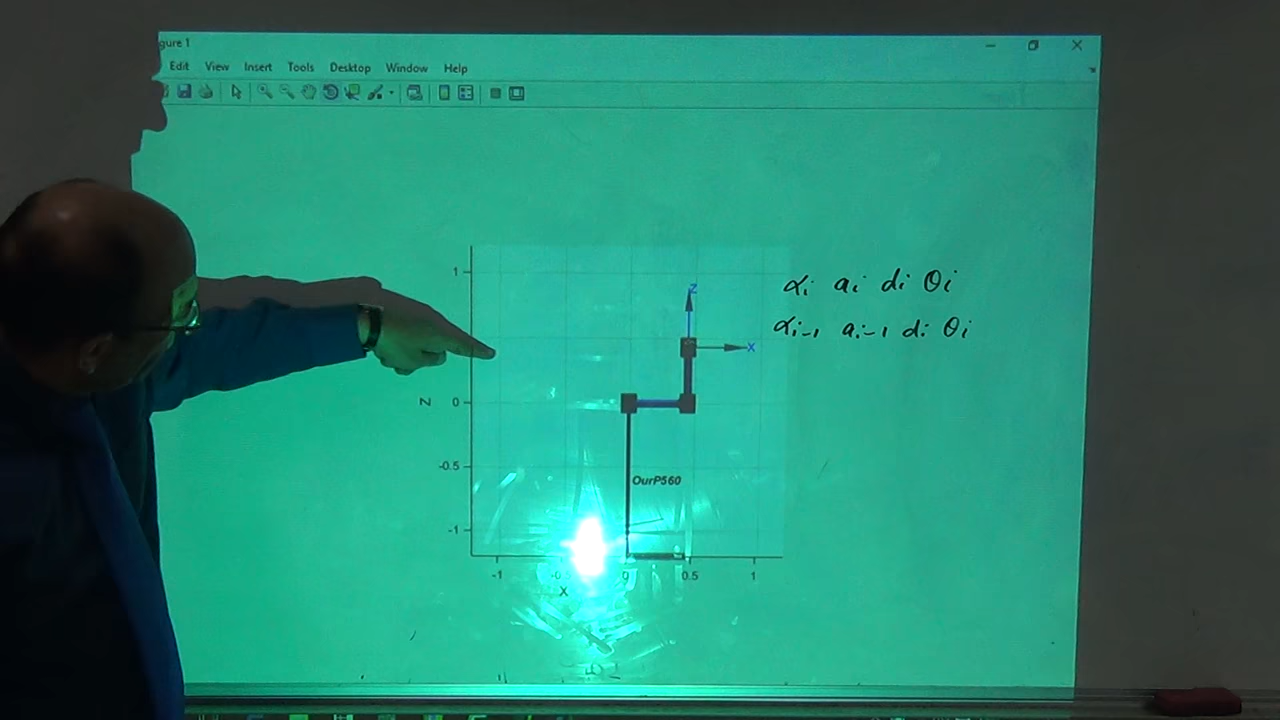 gure 1
Edit View Insert Tools Desktop Window Help
1
Z
αi ai di θi
X
αi-1 ai-1 di θi
Z 0
-0.5
OurP560
-1
-1 0 0.5 1
X